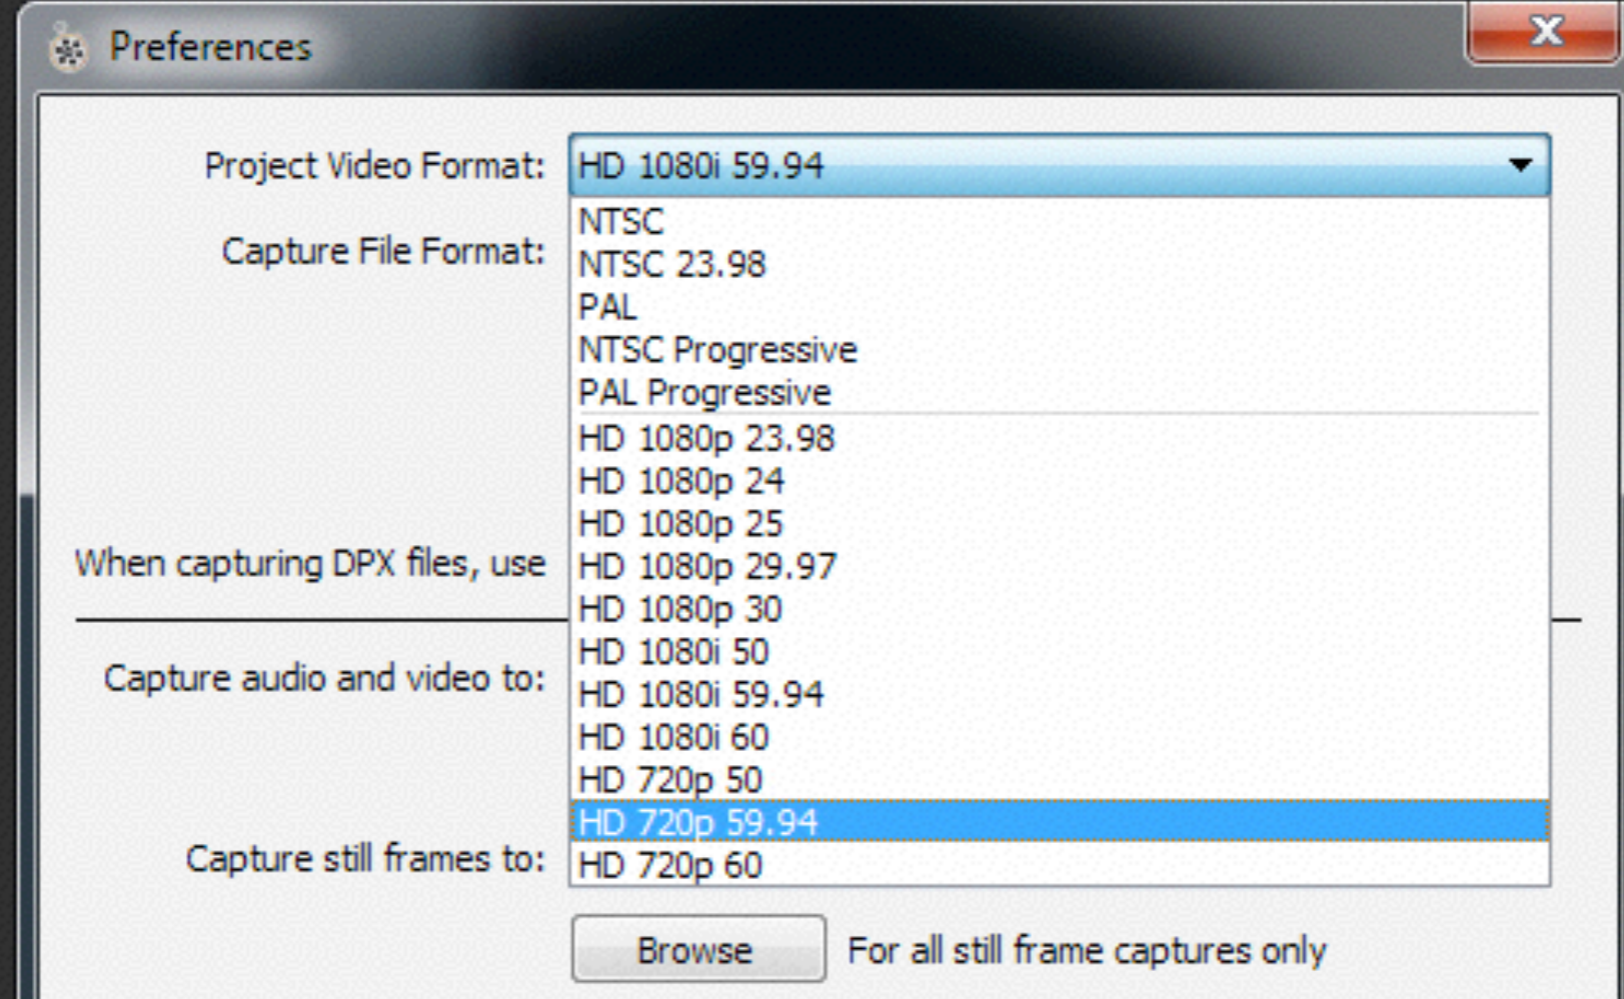 Preferences
Project Video Format: HD 1080i 59.94
NTSC
Capture File Format:
NTSC 23.98
PAL
NTSC Progressive
PAL Progressive
HD 1080p 23.98
HD 1080p 24
HD 1080p 25
When capturing DPX files, use
HD 1080p 29.97
HD 1080p 30
HD 1080i 50
Capture audio and video to:
HD 1080i 59.94
HD 1080i 60
HD 720p 50
HD 720p 59.94
Capture still frames to:
HD 720p 60
Browse For all still frame captures only